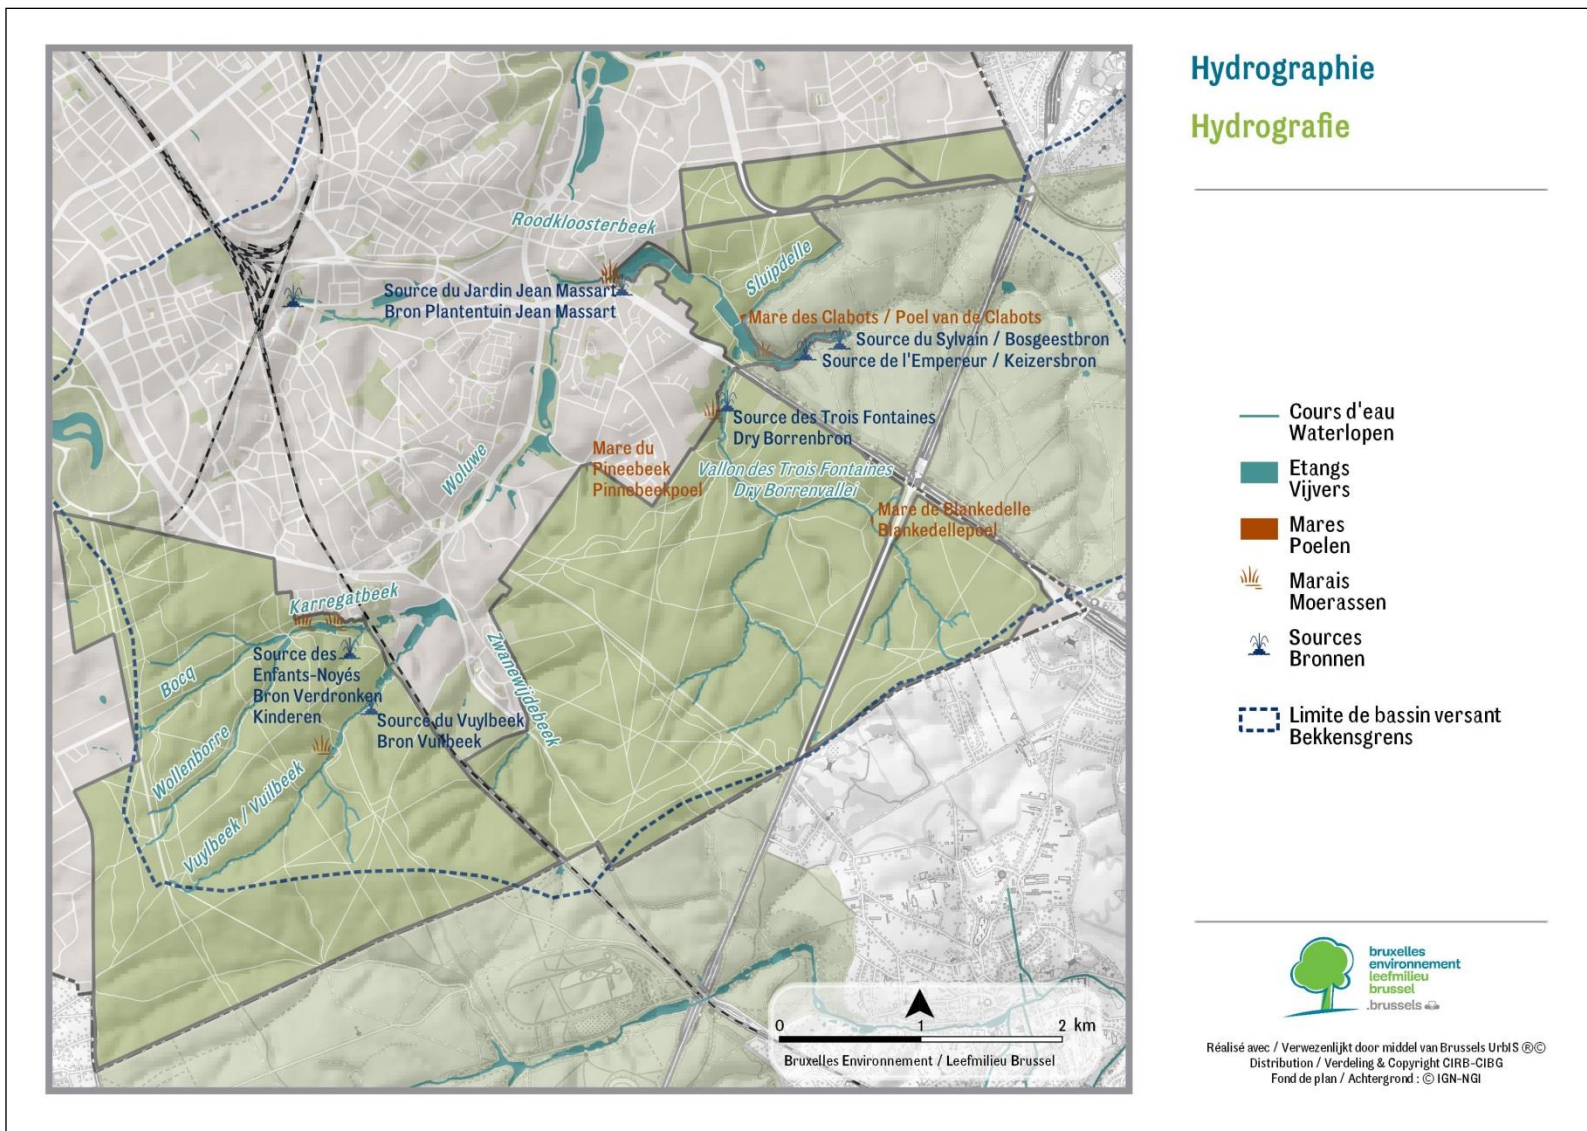 Hydrographie
Hydrografie
Roodkloosterbeek
Sluipdelle
Source du Jardin Jean Massart
Bron Plantentuin Jean Massart
Mare des Clabots / Poel van de Clabots
Source du Sylvain / Bosgeestbron
Source de l'Empereur / Keizersbron
Source des Trois Fontaines
Dry Borrenbron
Mare du
Pineebeek
Pinnebeekpoel
Woluwe
Vallon des Trois Fontaines
Dry Borrenvallei
Mare de Blankedelle
Blankedellepoel
Karregatbeek
Zwanewijdebeek
Bocq
Source des
Enfants-Noyés
Bron Verdronken
Kinderen
Source du Vuylbeek
Bron Vuilbeek
Wollenborre
Vuylbeek / Vuilbeek
0 1 2 km
Bruxelles Environnement / Leefmilieu Brussel
Cours d'eau
Waterlopen
Etangs
Vijvers
Mares
Poelen
Marais
Moerassen
Sources
Bronnen
Limite de bassin versant
Bekkensgrens
bruxelles
environnement
leefmilieu
brussel
.brussels
Réalisé avec / Verwezenlijkt door middel van Brussels UrbIS ®©
Distribution / Verdeling & Copyright CIRB-CIBG
Fond de plan / Achtergrond : © IGN-NGI